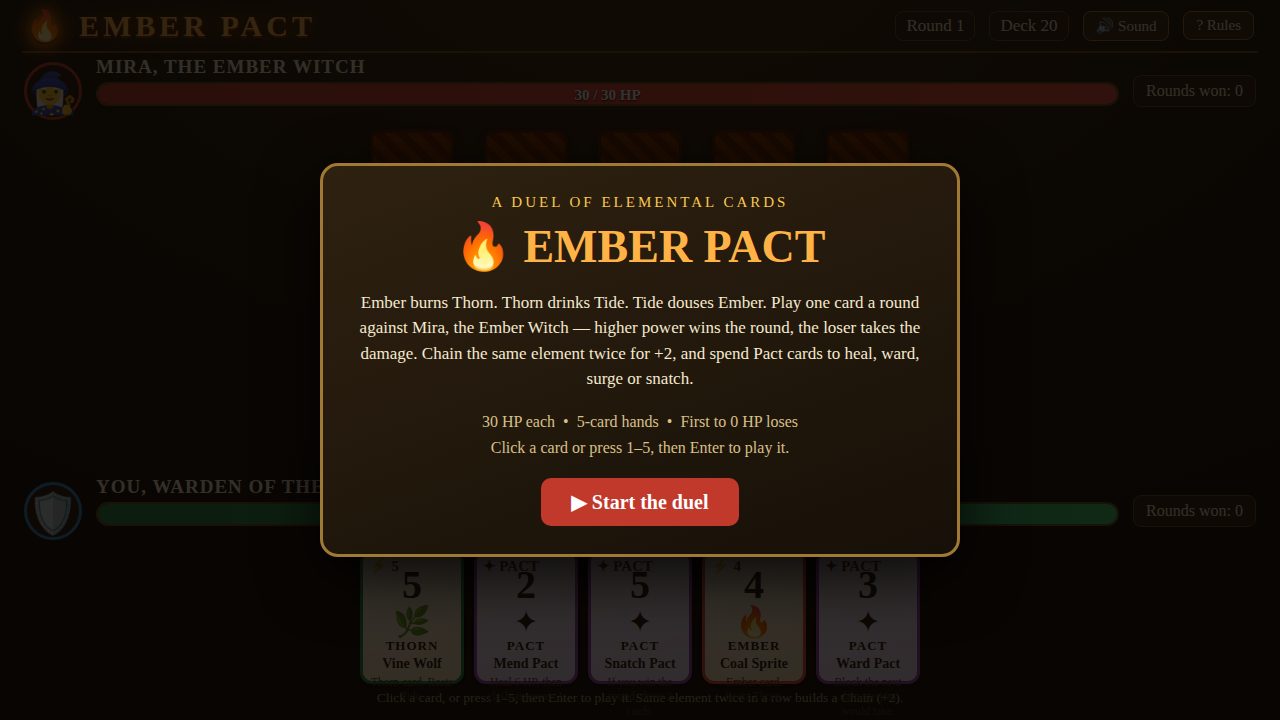 EMBER PACT
Round 1
Deck 20
Sound
? Rules
MIRA, THE EMBER WITCH
30 / 30 HP
Rounds won: 0
A DUEL OF ELEMENTAL CARDS
EMBER PACT
Ember burns Thorn. Thorn drinks Tide. Tide douses Ember. Play one card a round
against Mira, the Ember Witch — higher power wins the round, the loser takes the
damage. Chain the same element twice for +2, and spend Pact cards to heal, ward,
surge or snatch.
30 HP each • 5-card hands • First to 0 HP loses
Click a card or press 1–5, then Enter to play it.
▶ Start the duel
YOU, WARDEN OF THE
Rounds won: 0
⚡ 5
5
THORN
Vine Wolf
✦ PACT
2
✦
PACT
Mend Pact
✦ PACT
5
✦
PACT
Snatch Pact
⚡ 4
4
EMBER
Coal Sprite
✦ PACT
3
✦
PACT
Ward Pact
Click a card, or press 1–5, then Enter to play it. Same element twice in a row builds a Chain (+2).